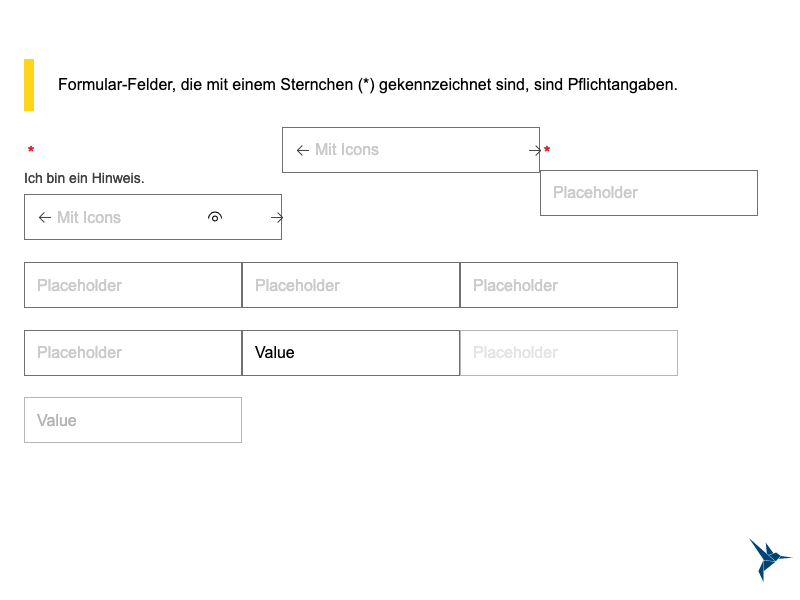 Formular-Felder, die mit einem Sternchen (*) gekennzeichnet sind, sind Pflichtangaben.
*
Mit Icons
*
Ich bin ein Hinweis.
Placeholder
Mit Icons
Placeholder
Placeholder
Placeholder
Placeholder
Value
Placeholder
Value